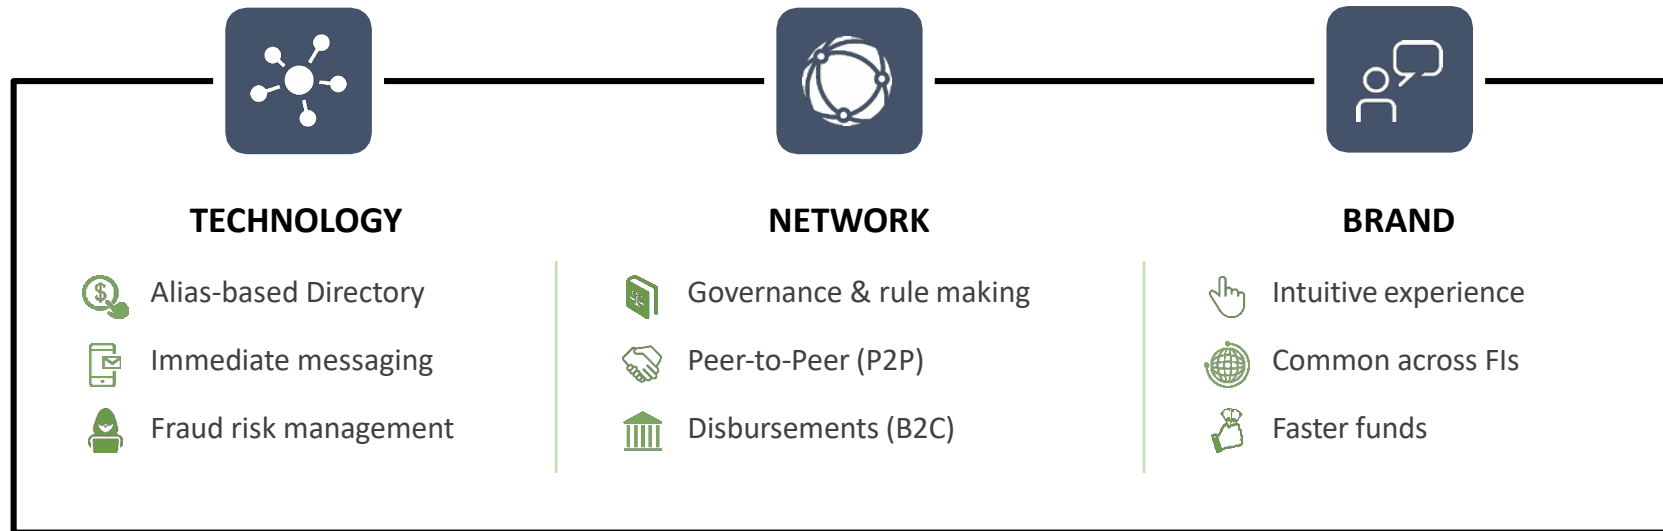 TECHNOLOGY
Alias-based Directory
Immediate messaging
Fraud risk management
NETWORK
Governance & rule making
Peer-to-Peer (P2P)
Disbursements (B2C)
BRAND
Intuitive experience
Common across FIs
Faster funds